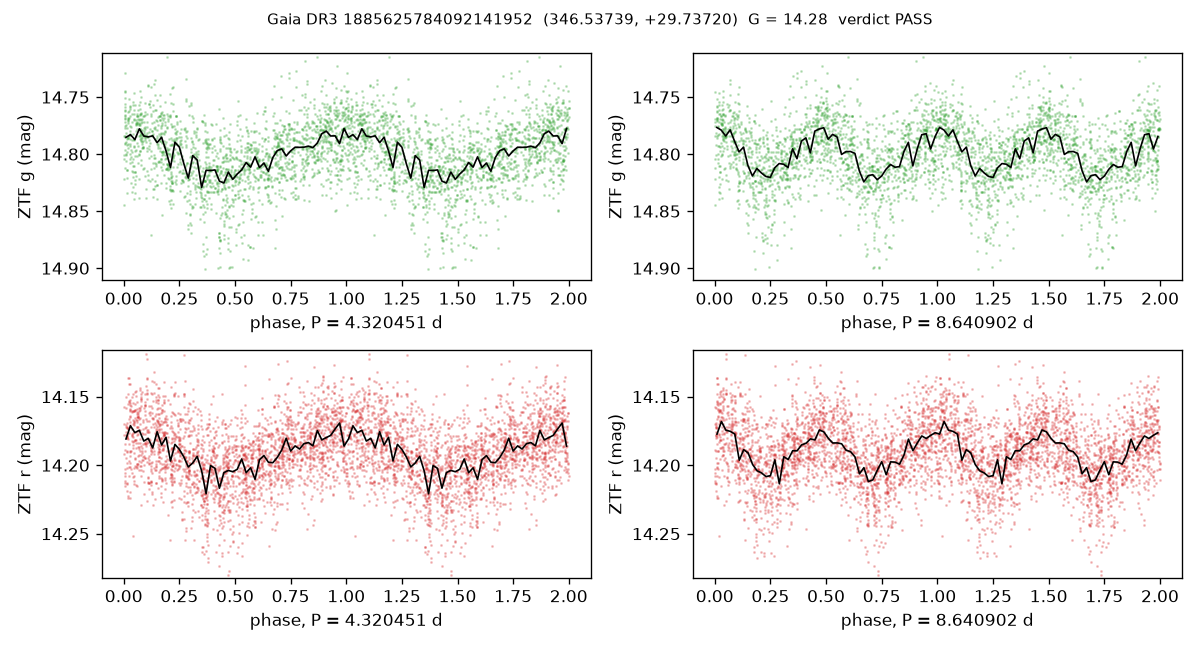 Gaia DR3 1885625784092141952  (346.53739, +29.73720)  G = 14.28  verdict PASS
ZTF g (mag)
14.75
14.80
14.85
14.90
0.00 0.25 0.50 0.75 1.00 1.25 1.50 1.75 2.00
phase, P = 4.320451 d
ZTF g (mag)
14.75
14.80
14.85
14.90
0.00 0.25 0.50 0.75 1.00 1.25 1.50 1.75 2.00
phase, P = 8.640902 d
ZTF r (mag)
14.15
14.20
14.25
0.00 0.25 0.50 0.75 1.00 1.25 1.50 1.75 2.00
phase, P = 4.320451 d
ZTF r (mag)
14.15
14.20
14.25
0.00 0.25 0.50 0.75 1.00 1.25 1.50 1.75 2.00
phase, P = 8.640902 d